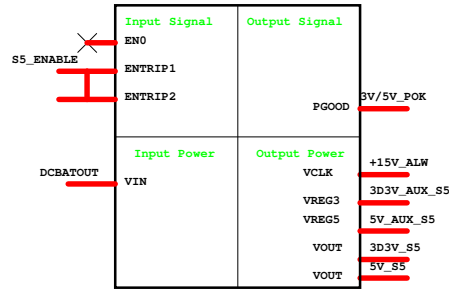 Input Signal Output Signal
EN0
S5_ENABLE
ENTRIP1
ENTRIP2
3V/5V_POK
PGOOD
Input Power Output Power
+15V_ALW
VCLK
DCBATOUT
VIN
3D3V_AUX_S5
VREG3
5V_AUX_S5
VREG5
3D3V_S5
VOUT
5V_S5
VOUT